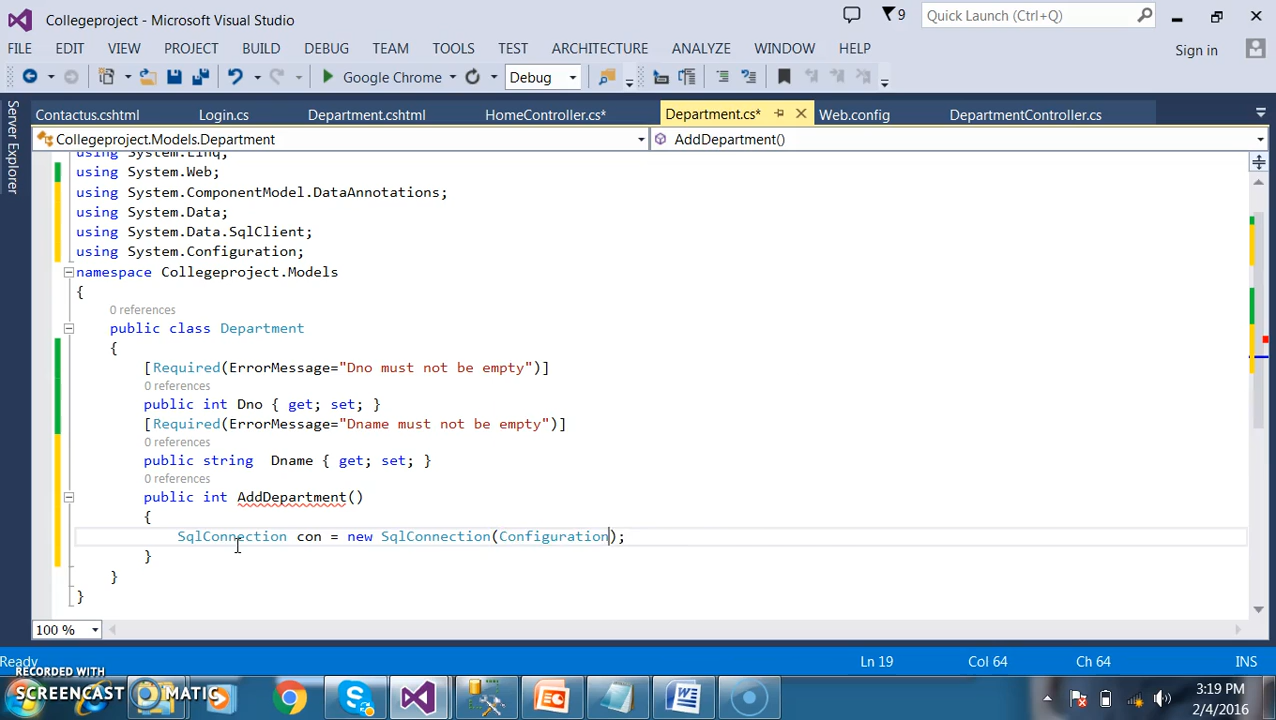 Collegeproject - Microsoft Visual Studio
9
Quick Launch (Ctrl+Q)
FILE EDIT VIEW PROJECT BUILD DEBUG TEAM TOOLS TEST ARCHITECTURE ANALYZE WINDOW HELP
Sign in
Google Chrome
Debug
Server Explorer
Contactus.cshtml Login.cs Department.cshtml HomeController.cs* Department.cs* Web.config DepartmentController.cs
Collegeproject.Models.Department AddDepartment()
using System.Linq;
using System.Web;
using System.ComponentModel.DataAnnotations;
using System.Data;
using System.Data.SqlClient;
using System.Configuration;
namespace Collegeproject.Models
{
0 references
public class Department
{
[Required(ErrorMessage="Dno must not be empty")]
0 references
public int Dno { get; set; }
[Required(ErrorMessage="Dname must not be empty")]
0 references
public string  Dname { get; set; }
0 references
public int AddDepartment()
{
SqlConnection con = new SqlConnection(Configuration);
}
}
}
100 %
Ready Ln 19 Col 64 Ch 64 INS
RECORDED WITH
SCREENCAST MATIC
3:19 PM
2/4/2016